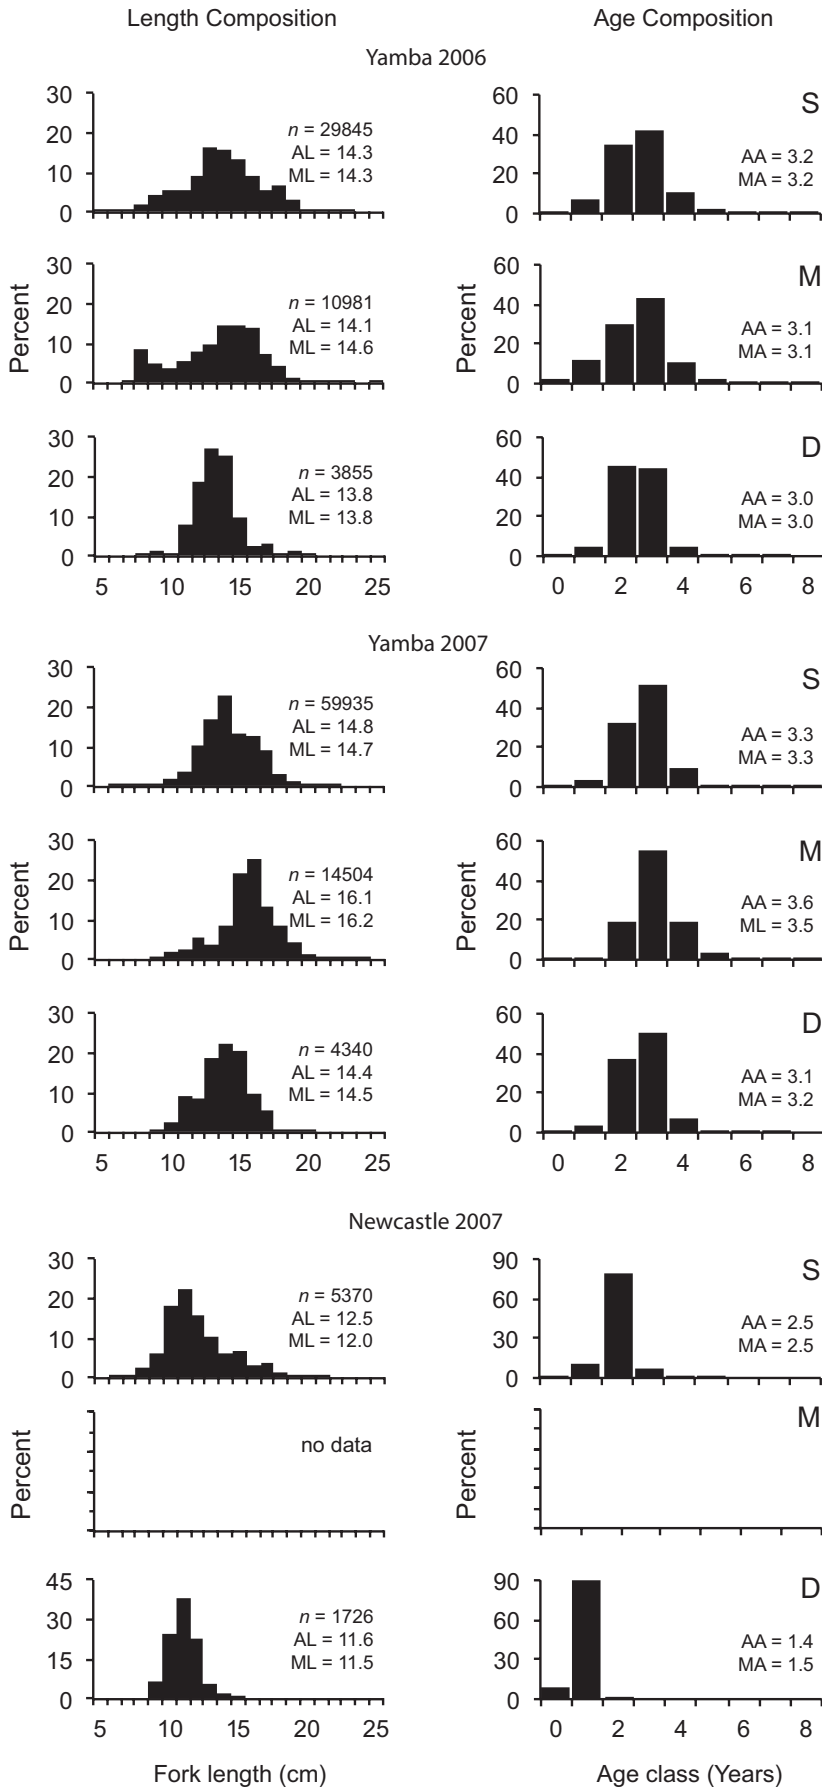 Length Composition
Age Composition
Yamba 2006
30
20
10
0
n = 29845
AL = 14.3
ML = 14.3
60
40
20
0
S
AA = 3.2
MA = 3.2
Percent
30
20
10
0
n = 10981
AL = 14.1
ML = 14.6
Percent
60
40
20
0
M
AA = 3.1
MA = 3.1
30
20
10
0
n = 3855
AL = 13.8
ML = 13.8
5 10 15 20 25
60
40
20
0
D
AA = 3.0
MA = 3.0
0 2 4 6 8
Yamba 2007
30
20
10
0
n = 59935
AL = 14.8
ML = 14.7
60
40
20
0
S
AA = 3.3
MA = 3.3
Percent
30
20
10
0
n = 14504
AL = 16.1
ML = 16.2
Percent
60
40
20
0
M
AA = 3.6
ML = 3.5
30
20
10
0
n = 4340
AL = 14.4
ML = 14.5
5 10 15 20 25
60
40
20
0
D
AA = 3.1
MA = 3.2
0 2 4 6 8
Newcastle 2007
30
20
10
0
n = 5370
AL = 12.5
ML = 12.0
90
60
30
0
S
AA = 2.5
MA = 2.5
Percent
no data
Percent
M
45
30
15
0
n = 1726
AL = 11.6
ML = 11.5
5 10 15 20 25
Fork length (cm)
90
60
30
0
D
AA = 1.4
MA = 1.5
0 2 4 6 8
Age class (Years)